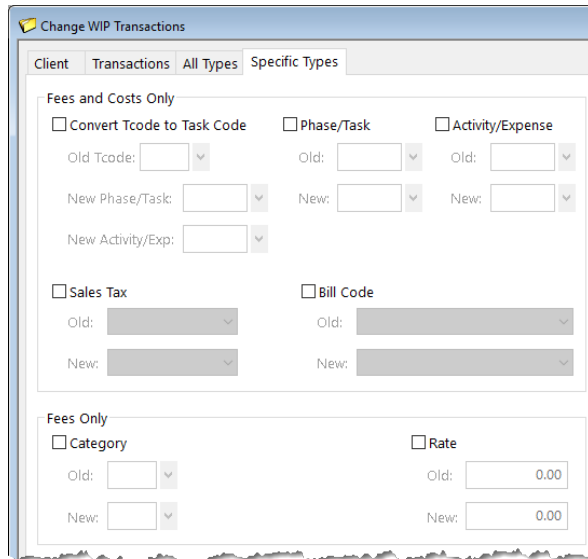 Change WIP Transactions
Client Transactions All Types Specific Types
Fees and Costs Only
Convert Tcode to Task Code Phase/Task Activity/Expense
Old Tcode: Old: Old:
New Phase/Task: New: New:
New Activity/Exp:
Sales Tax Bill Code
Old: Old:
New: New:
Fees Only
Category Rate
Old: Old: 0.00
New: New: 0.00